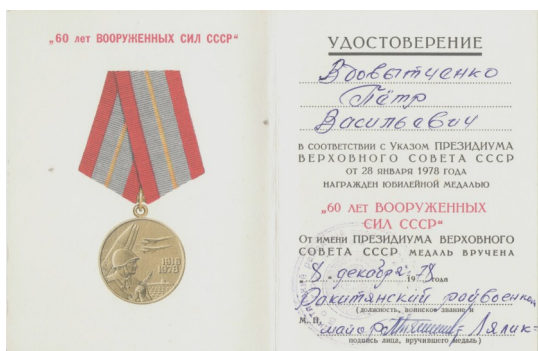 „60 лет ВООРУЖЕННЫХ СИЛ СССР“
1918
1978
УДОСТОВЕРЕНИЕ
Вдовытченко
Пётр
Васильевич
В СООТВЕТСТВИИ С УКАЗОМ ПРЕЗИДИУМА
ВЕРХОВНОГО СОВЕТА СССР
ОТ 28 ЯНВАРЯ 1978 ГОДА
НАГРАЖДЕН ЮБИЛЕЙНОЙ МЕДАЛЬЮ
„60 ЛЕТ ВООРУЖЕННЫХ
СИЛ СССР“
ОТ ИМЕНИ ПРЕЗИДИУМА ВЕРХОВНОГО
СОВЕТА СССР МЕДАЛЬ ВРУЧЕНА
„8„ декабря 1978 года
Ракитянский райвоенком
(должность, воинское звание и
М. П. майор Лялик
подпись лица, вручившего медаль)